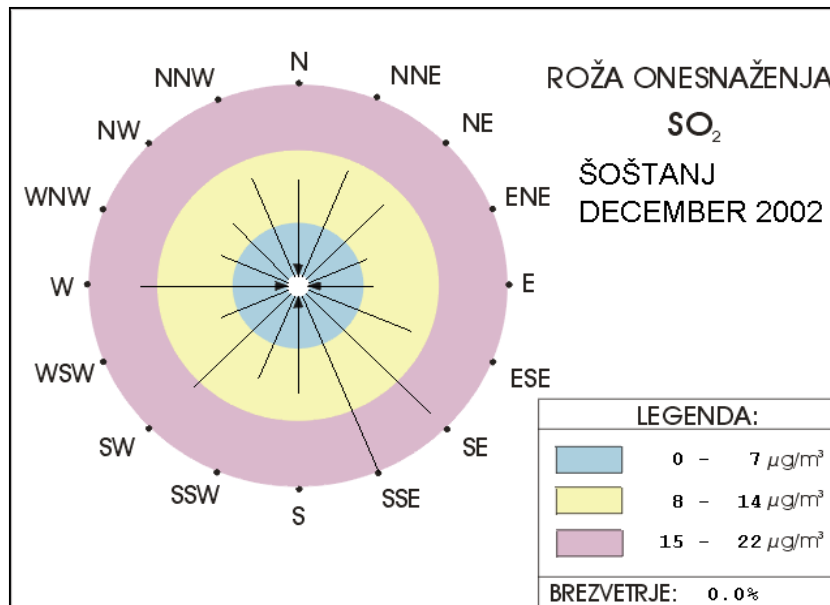 ROŽA ONESNAŽENJA
SO₂
ŠOŠTANJ
DECEMBER 2002
N
NNE
NE
ENE
E
ESE
SE
SSE
S
SSW
SW
WSW
W
WNW
NW
NNW
LEGENDA:
0 - 7 µg/m³
8 - 14 µg/m³
15 - 22 µg/m³
BREZVETRJE: 0.0%